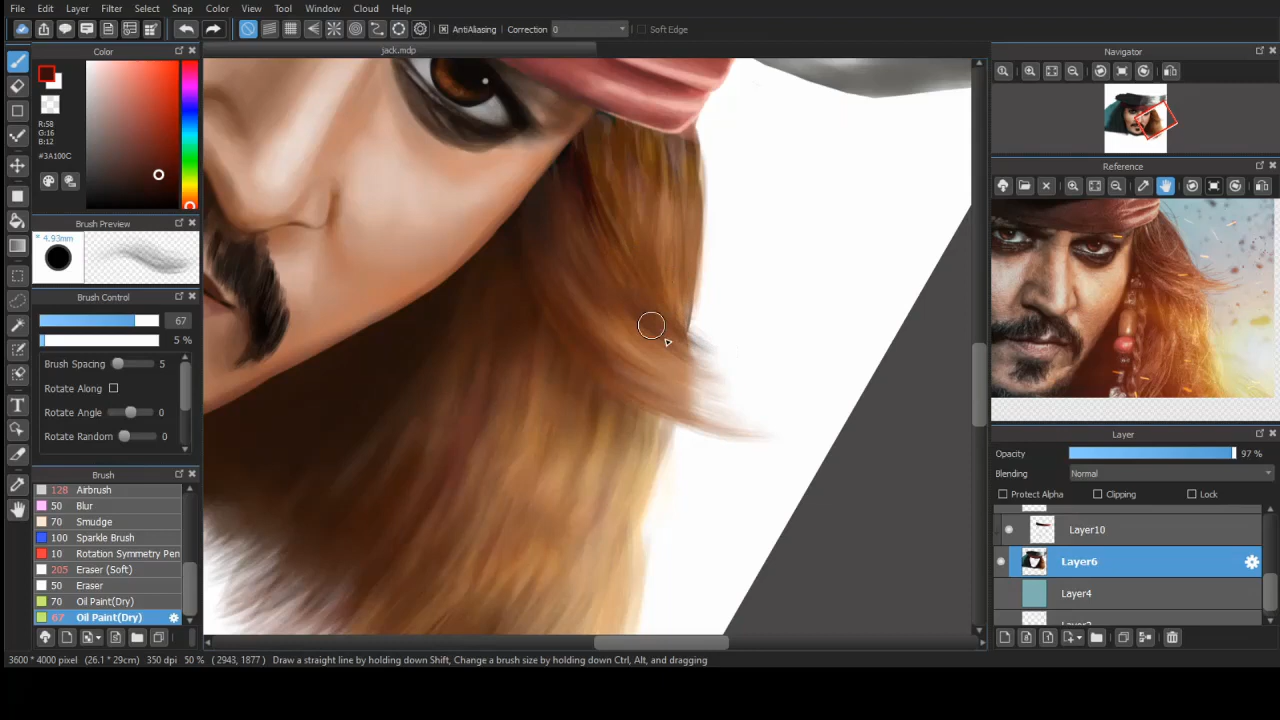 File Edit Layer Filter Select Snap Color View Tool Window Cloud Help
AntiAliasing Correction 0 Soft Edge
jack.mdp
Color
R:58
G:16
B:12
#3A100C
Brush Preview
* 4.93mm
Brush Control
67
5 %
Brush Spacing 5
Rotate Along
Rotate Angle 0
Rotate Random 0
Brush
128 Airbrush
50 Blur
70 Smudge
100 Sparkle Brush
10 Rotation Symmetry Pen
205 Eraser (Soft)
50 Eraser
70 Oil Paint(Dry)
67 Oil Paint(Dry)
Navigator
Reference
Layer
Opacity 97 %
Blending Normal
Protect Alpha Clipping Lock
Layer10
Layer6
Layer4
3600 * 4000 pixel (26.1 * 29cm) 350 dpi 50 % ( 2943, 1877 ) Draw a straight line by holding down Shift, Change a brush size by holding down Ctrl, Alt, and dragging